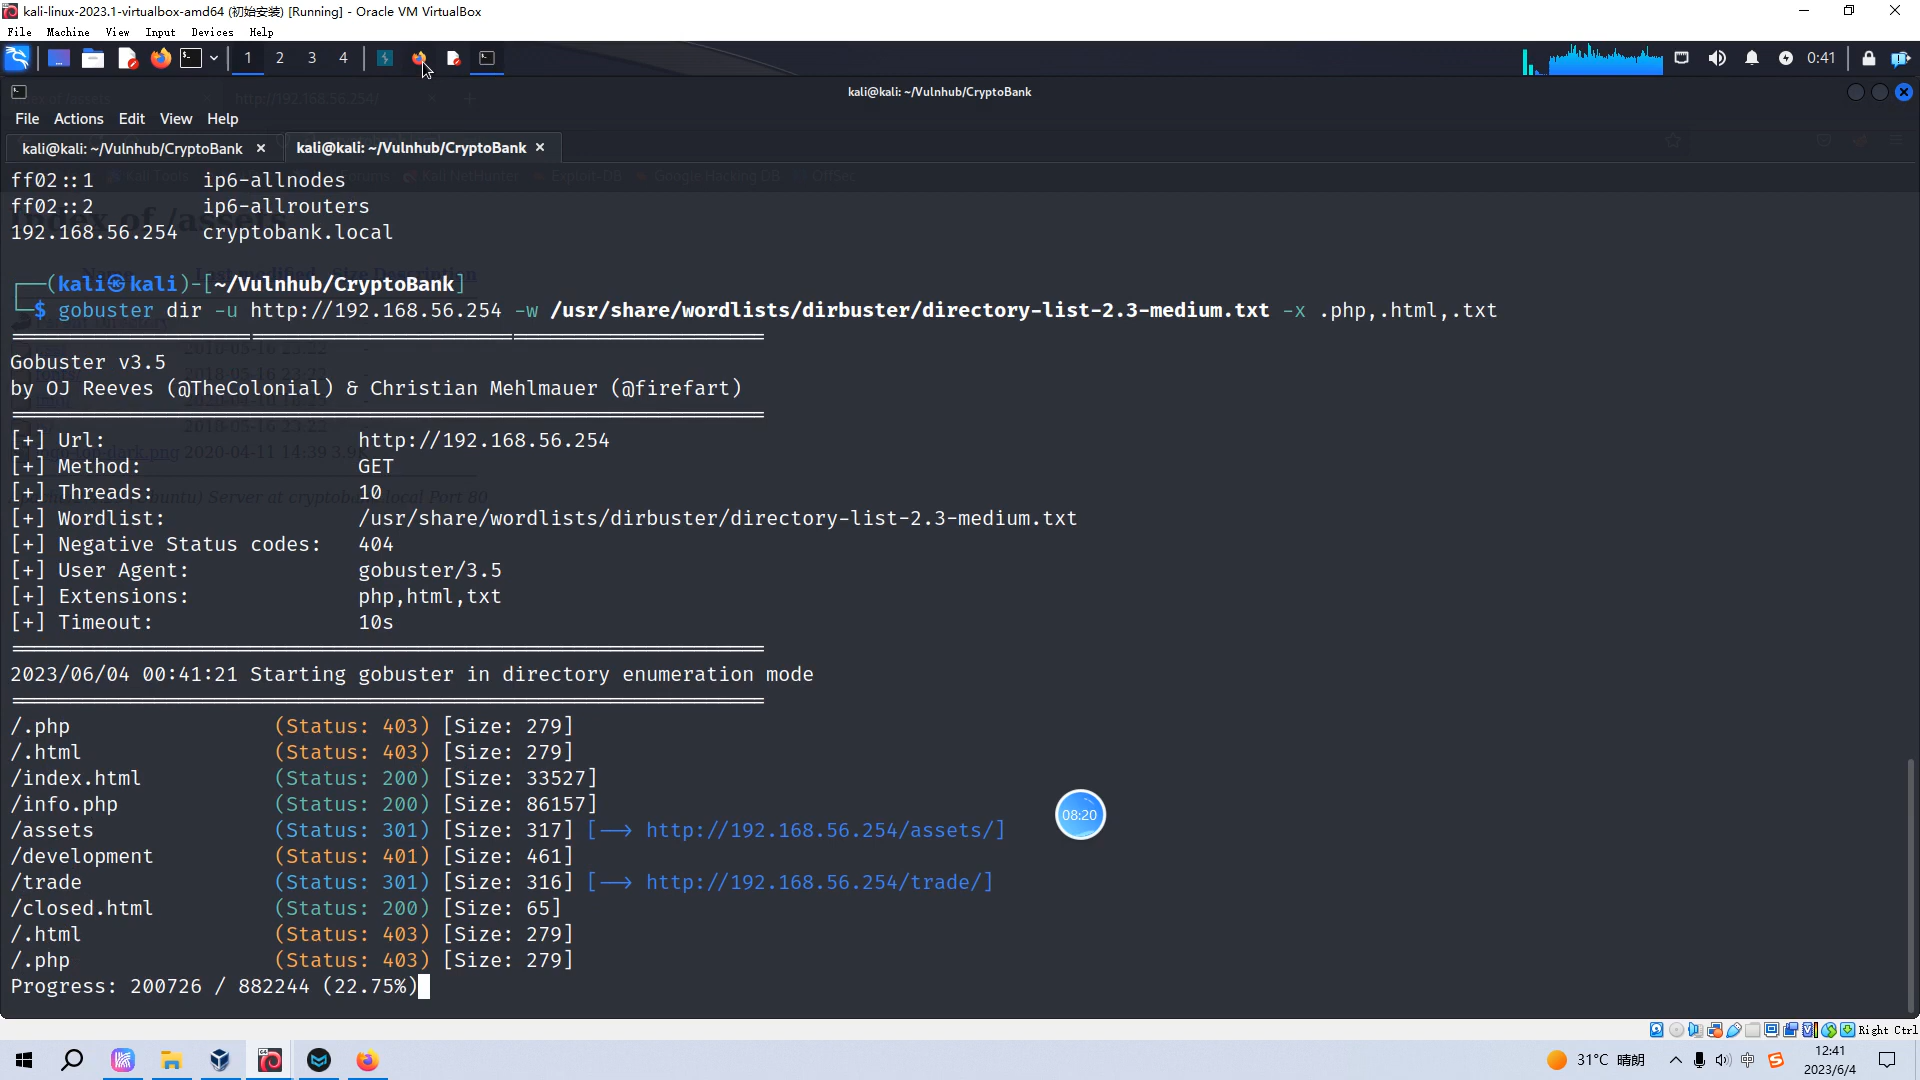 kali-linux-2023.1-virtualbox-amd64 (初始安装) [Running] - Oracle VM VirtualBox
File Machine View Input Devices Help
1 2 3 4 0:41
kali@kali: ~/Vulnhub/CryptoBank
File Actions Edit View Help
kali@kali: ~/Vulnhub/CryptoBank × kali@kali: ~/Vulnhub/CryptoBank ×
ff02::1 ip6-allnodes
ff02::2 ip6-allrouters
192.168.56.254 cryptobank.local
┌──(kali㉿kali)-[~/Vulnhub/CryptoBank]
└─$ gobuster dir -u http://192.168.56.254 -w /usr/share/wordlists/dirbuster/directory-list-2.3-medium.txt -x .php,.html,.txt
===============================================================
Gobuster v3.5
by OJ Reeves (@TheColonial) & Christian Mehlmauer (@firefart)
===============================================================
[+] Url: http://192.168.56.254
[+] Method: GET
[+] Threads: 10
[+] Wordlist: /usr/share/wordlists/dirbuster/directory-list-2.3-medium.txt
[+] Negative Status codes: 404
[+] User Agent: gobuster/3.5
[+] Extensions: php,html,txt
[+] Timeout: 10s
===============================================================
2023/06/04 00:41:21 Starting gobuster in directory enumeration mode
===============================================================
/.php (Status: 403) [Size: 279]
/.html (Status: 403) [Size: 279]
/index.html (Status: 200) [Size: 33527]
/info.php (Status: 200) [Size: 86157]
/assets (Status: 301) [Size: 317] [--> http://192.168.56.254/assets/]
/development (Status: 401) [Size: 461]
/trade (Status: 301) [Size: 316] [--> http://192.168.56.254/trade/]
/closed.html (Status: 200) [Size: 65]
/.html (Status: 403) [Size: 279]
/.php (Status: 403) [Size: 279]
Progress: 200726 / 882244 (22.75%)
08:20
Right Ctrl
31°C 晴朗 中 12:41
2023/6/4